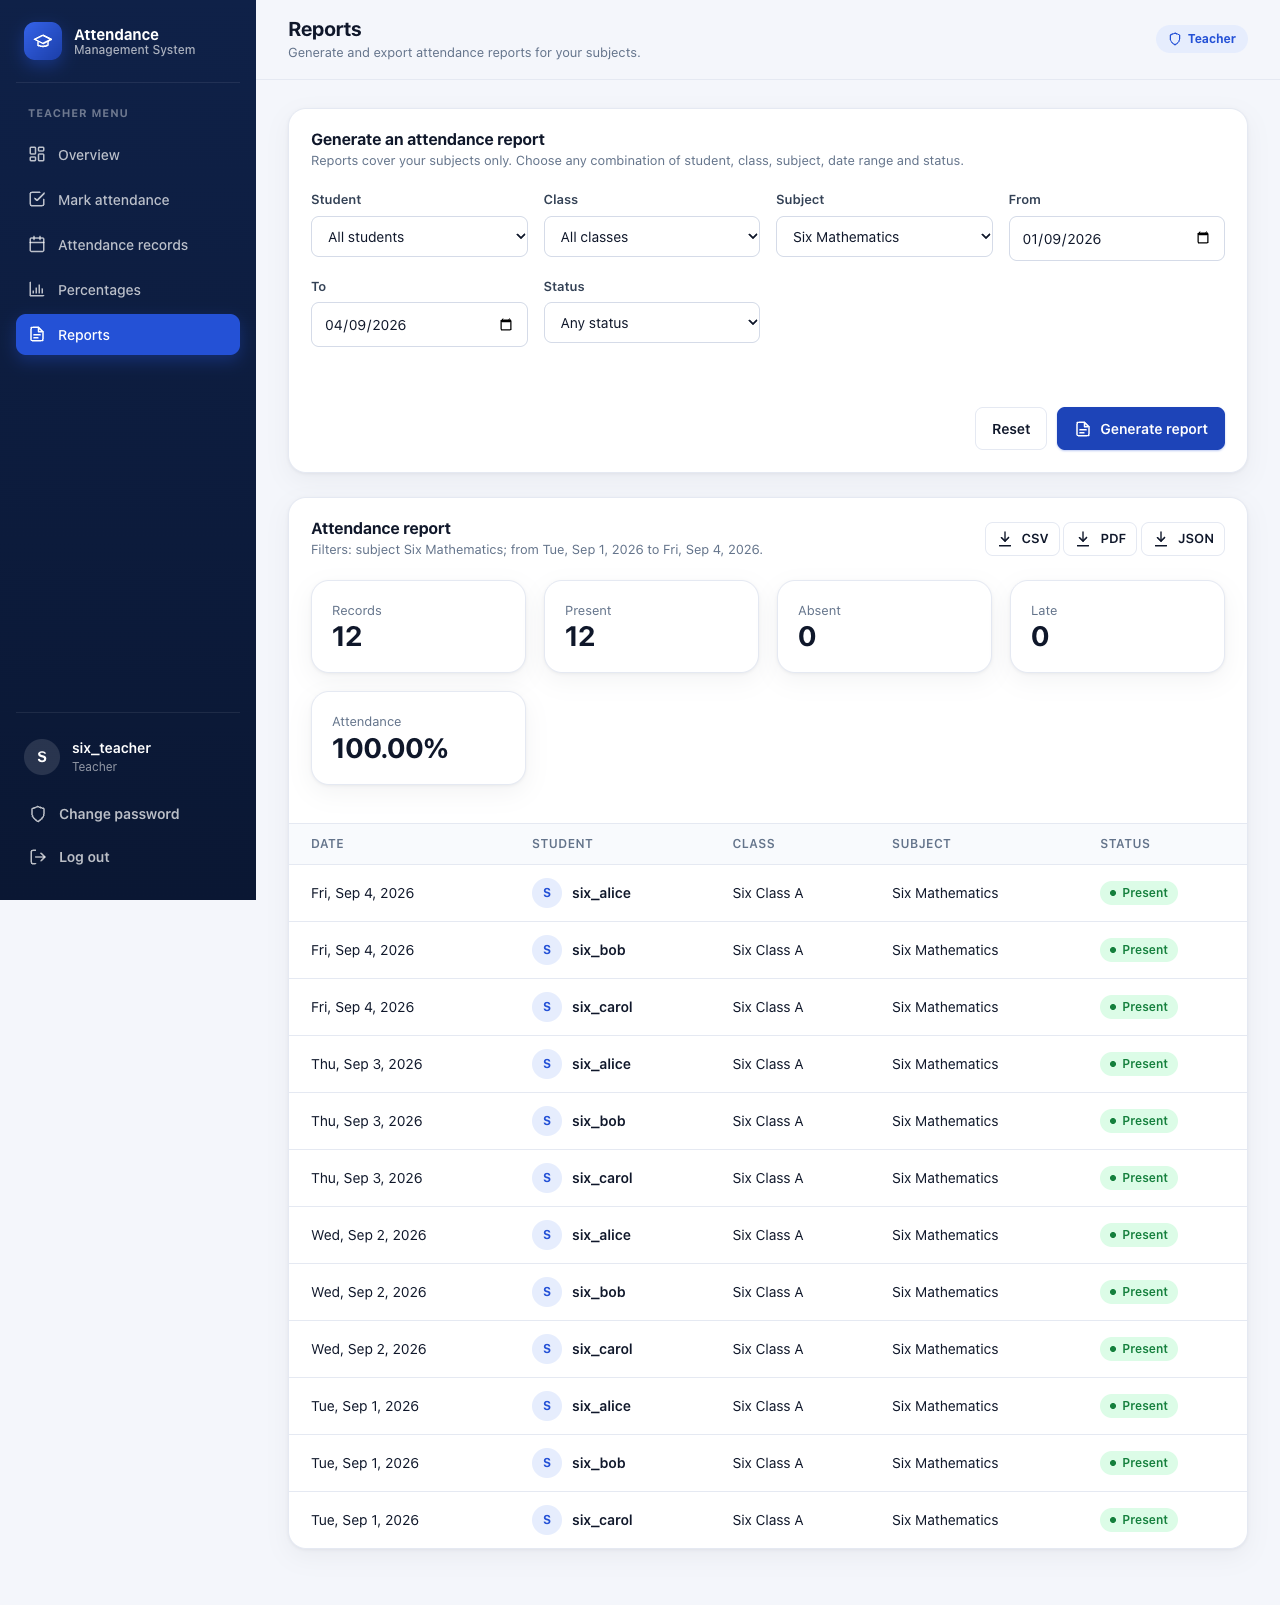 Attendance
Management System
TEACHER MENU
Overview
Mark attendance
Attendance records
Percentages
Reports
S
six_teacher
Teacher
Change password
Log out
Reports
Generate and export attendance reports for your subjects.
Teacher
Generate an attendance report
Reports cover your subjects only. Choose any combination of student, class, subject, date range and status.
Student Class Subject From
All students All classes Six Mathematics 01/09/2026
To Status
04/09/2026 Any status
Reset Generate report
Attendance report
Filters: subject Six Mathematics; from Tue, Sep 1, 2026 to Fri, Sep 4, 2026.
CSV PDF JSON
Records Present Absent Late
12 12 0 0
Attendance
100.00%
DATE STUDENT CLASS SUBJECT STATUS
Fri, Sep 4, 2026 S six_alice Six Class A Six Mathematics Present
Fri, Sep 4, 2026 S six_bob Six Class A Six Mathematics Present
Fri, Sep 4, 2026 S six_carol Six Class A Six Mathematics Present
Thu, Sep 3, 2026 S six_alice Six Class A Six Mathematics Present
Thu, Sep 3, 2026 S six_bob Six Class A Six Mathematics Present
Thu, Sep 3, 2026 S six_carol Six Class A Six Mathematics Present
Wed, Sep 2, 2026 S six_alice Six Class A Six Mathematics Present
Wed, Sep 2, 2026 S six_bob Six Class A Six Mathematics Present
Wed, Sep 2, 2026 S six_carol Six Class A Six Mathematics Present
Tue, Sep 1, 2026 S six_alice Six Class A Six Mathematics Present
Tue, Sep 1, 2026 S six_bob Six Class A Six Mathematics Present
Tue, Sep 1, 2026 S six_carol Six Class A Six Mathematics Present